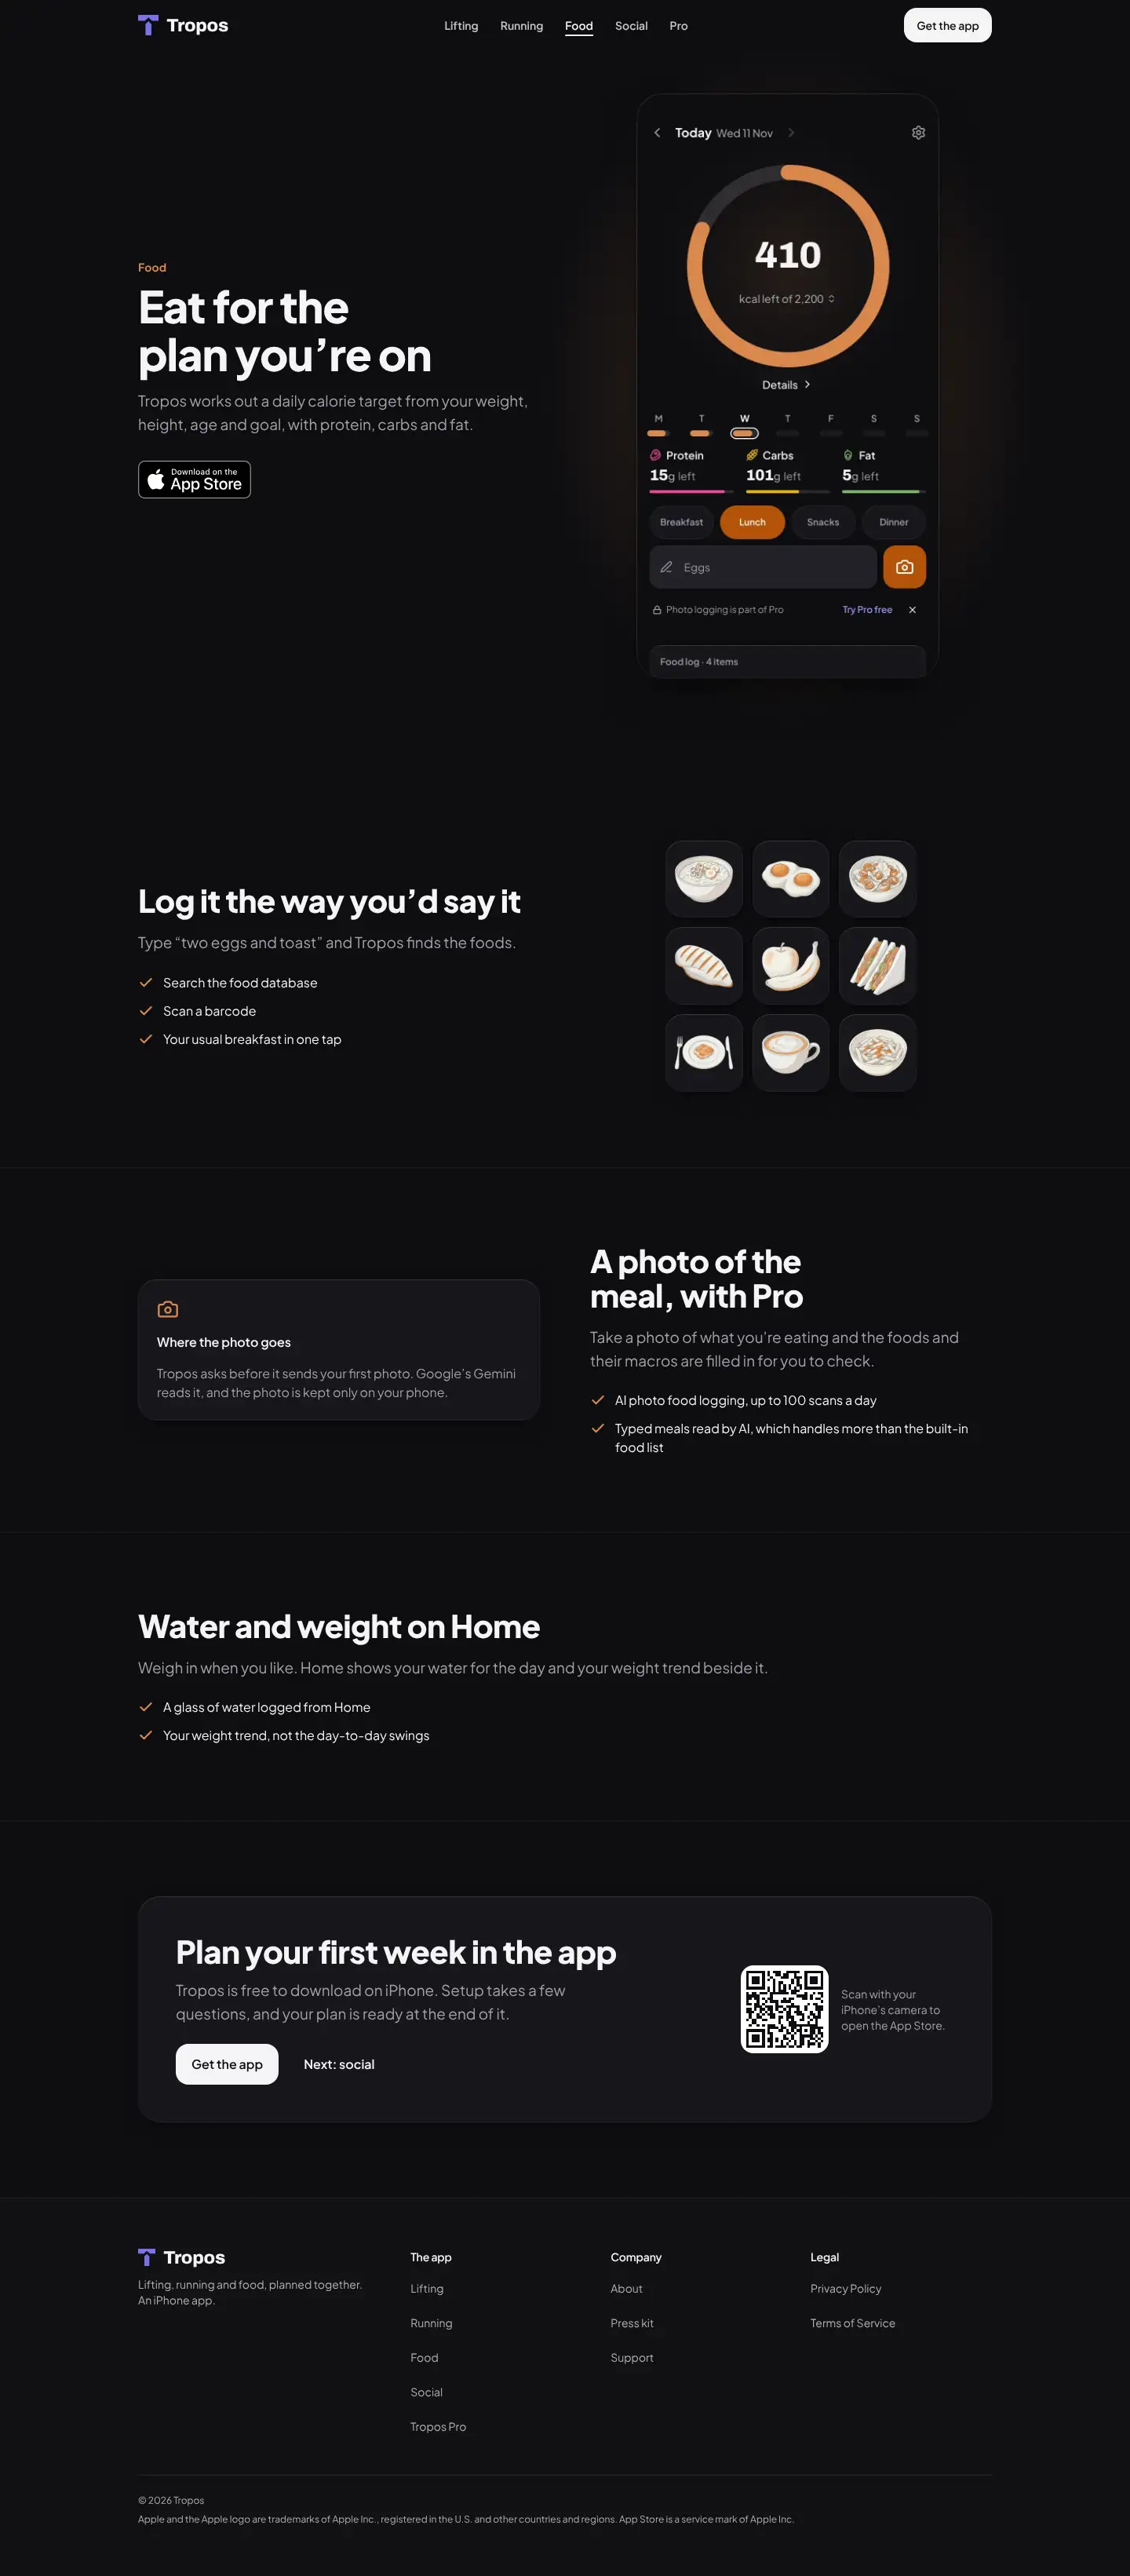 Tropos
Lifting
Running
Food
Social
Pro
Get the app
Food
Eat for the
plan you’re on
Tropos works out a daily calorie target from your weight,
height, age and goal, with protein, carbs and fat.
Download on the
App Store
Today Wed 11 Nov
410
kcal left of 2,200
Details
M T W T F S S
Protein Carbs Fat
15g left 101g left 5g left
Breakfast Lunch Snacks Dinner
Eggs
Photo logging is part of Pro Try Pro free
Food log · 4 items
Log it the way you’d say it
Type “two eggs and toast” and Tropos finds the foods.
Search the food database
Scan a barcode
Your usual breakfast in one tap
Where the photo goes
Tropos asks before it sends your first photo. Google’s Gemini
reads it, and the photo is kept only on your phone.
A photo of the
meal, with Pro
Take a photo of what you’re eating and the foods and
their macros are filled in for you to check.
AI photo food logging, up to 100 scans a day
Typed meals read by AI, which handles more than the built-in
food list
Water and weight on Home
Weigh in when you like. Home shows your water for the day and your weight trend beside it.
A glass of water logged from Home
Your weight trend, not the day-to-day swings
Plan your first week in the app
Tropos is free to download on iPhone. Setup takes a few
questions, and your plan is ready at the end of it.
Get the app
Next: social
Scan with your
iPhone’s camera to
open the App Store.
Tropos
Lifting, running and food, planned together.
An iPhone app.
The app
Lifting
Running
Food
Social
Tropos Pro
Company
About
Press kit
Support
Legal
Privacy Policy
Terms of Service
© 2026 Tropos
Apple and the Apple logo are trademarks of Apple Inc., registered in the U.S. and other countries and regions. App Store is a service mark of Apple Inc.